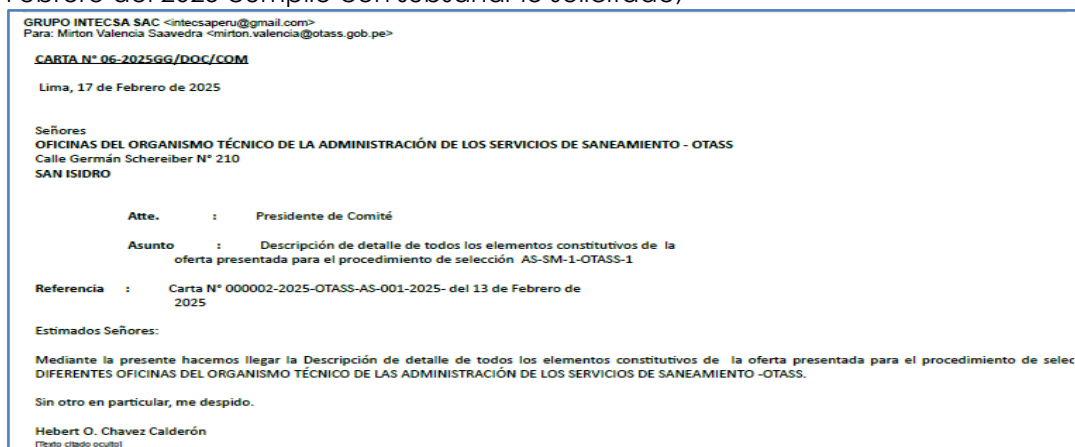 Febrero del 2025 cumplió con subsanar lo solicitado,
GRUPO INTECSA SAC <intecsaperu@gmail.com>
Para: Mirton Valencia Saavedra <mirton.valencia@otass.gob.pe>
CARTA N° 06-2025GG/DOC/COM
Lima, 17 de Febrero de 2025
Señores
OFICINAS DEL ORGANISMO TÉCNICO DE LA ADMINISTRACIÓN DE LOS SERVICIOS DE SANEAMIENTO - OTASS
Calle Germán Schereiber N° 210
SAN ISIDRO
Atte. : Presidente de Comité
Asunto : Descripción de detalle de todos los elementos constitutivos de la
oferta presentada para el procedimiento de selección AS-SM-1-OTASS-1
Referencia : Carta N° 000002-2025-OTASS-AS-001-2025- del 13 de Febrero de
2025
Estimados Señores:
Mediante la presente hacemos llegar la Descripción de detalle de todos los elementos constitutivos de la oferta presentada para el procedimiento de selec
DIFERENTES OFICINAS DEL ORGANISMO TÉCNICO DE LAS ADMINISTRACIÓN DE LOS SERVICIOS DE SANEAMIENTO -OTASS.
Sin otro en particular, me despido.
Hebert O. Chavez Calderón
[Texto citado oculto]